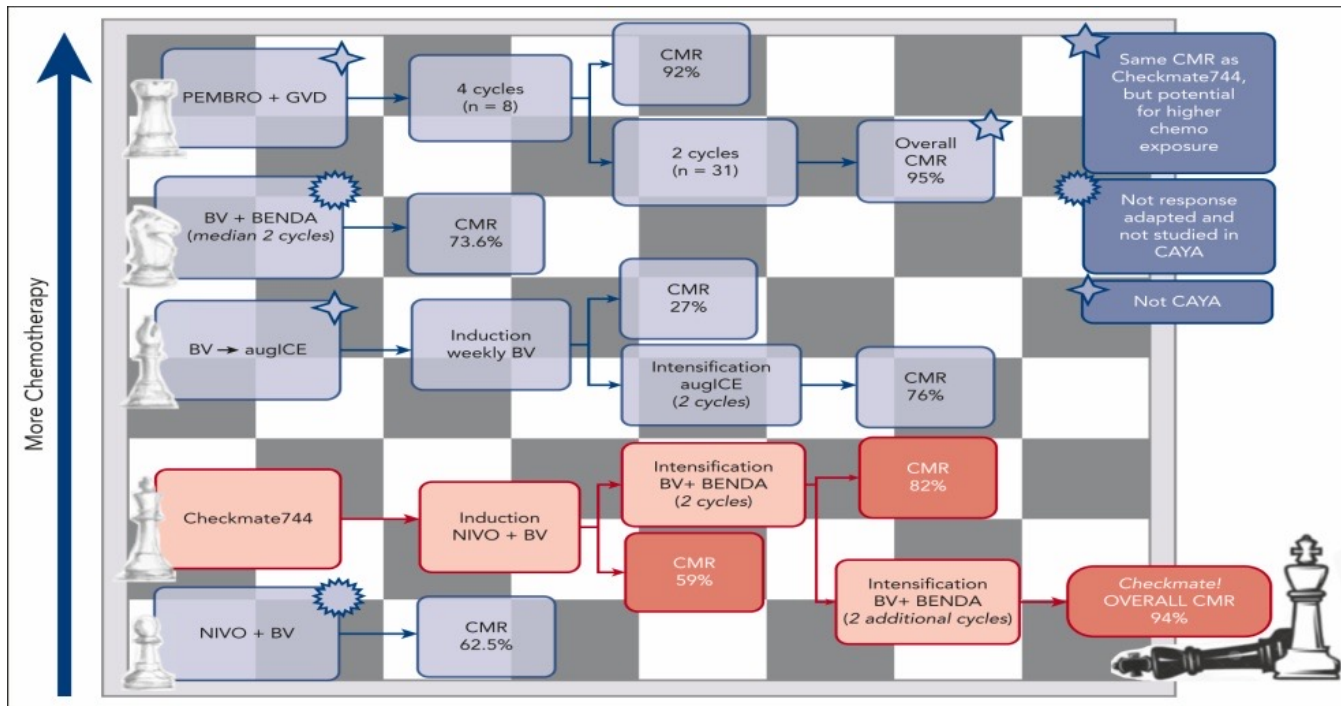 More Chemotherapy
PEMBRO + GVD
4 cycles
(n = 8)
CMR
92%
2 cycles
(n = 31)
Overall
CMR
95%
Same CMR as
Checkmate744,
but potential
for higher
chemo
exposure
BV + BENDA
(median 2 cycles)
CMR
73.6%
Not response
adapted and
not studied in
CAYA
BV → augICE
Induction
weekly BV
CMR
27%
Intensification
augICE
(2 cycles)
CMR
76%
Not CAYA
Checkmate744
Induction
NIVO + BV
Intensification
BV+ BENDA
(2 cycles)
CMR
82%
CMR
59%
Intensification
BV+ BENDA
(2 additional cycles)
Checkmate!
OVERALL CMR
94%
NIVO + BV
CMR
62.5%